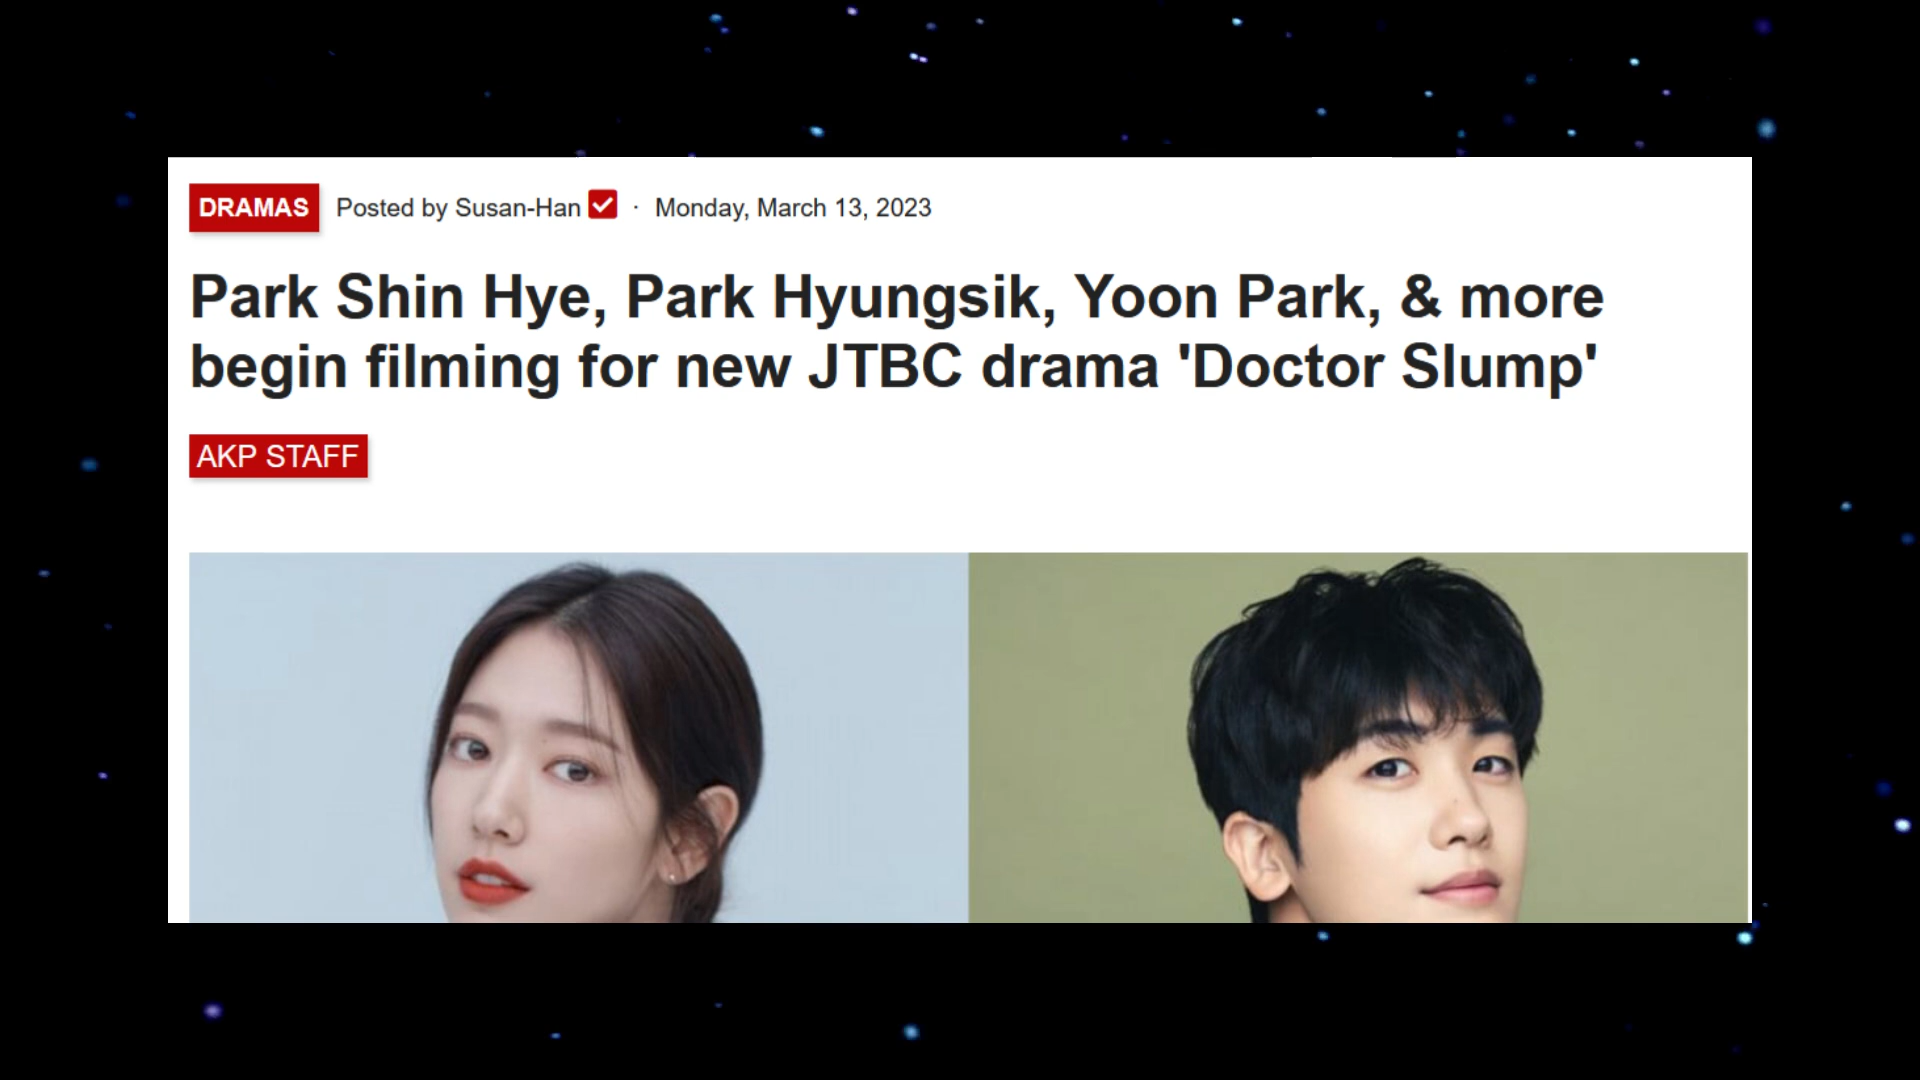 DRAMAS Posted by Susan-Han · Monday, March 13, 2023
Park Shin Hye, Park Hyungsik, Yoon Park, & more
begin filming for new JTBC drama 'Doctor Slump'
AKP STAFF